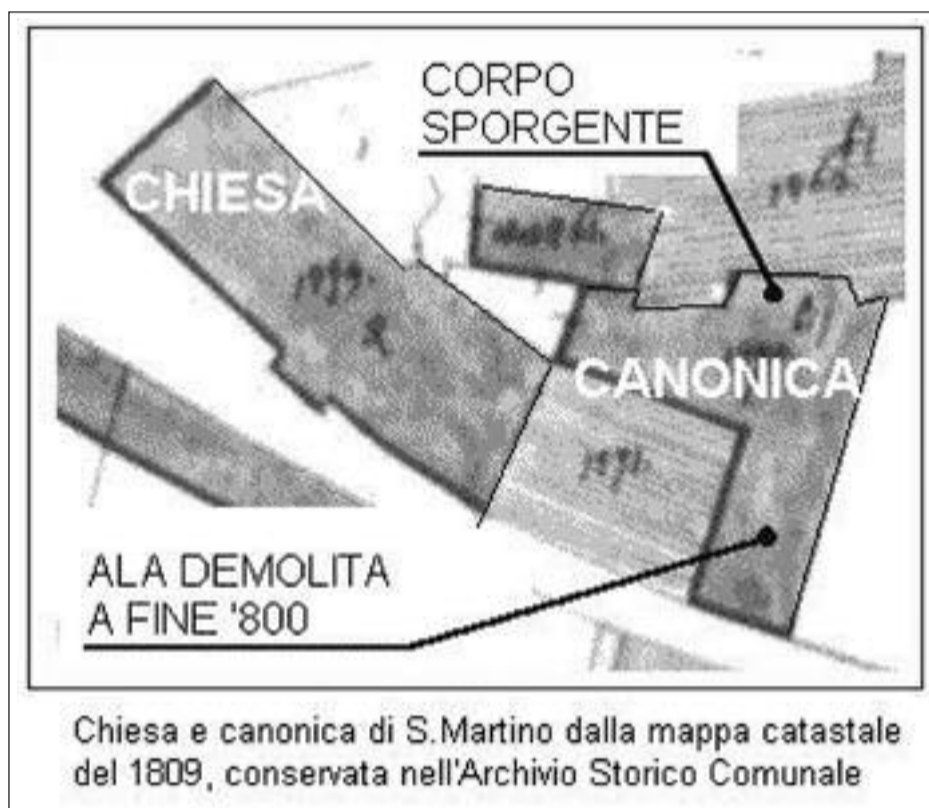 CORPO
SPORGENTE
CHIESA
CANONICA
ALA DEMOLITA
A FINE '800
Chiesa e canonica di S.Martino dalla mappa catastale
del 1809, conservata nell'Archivio Storico Comunale